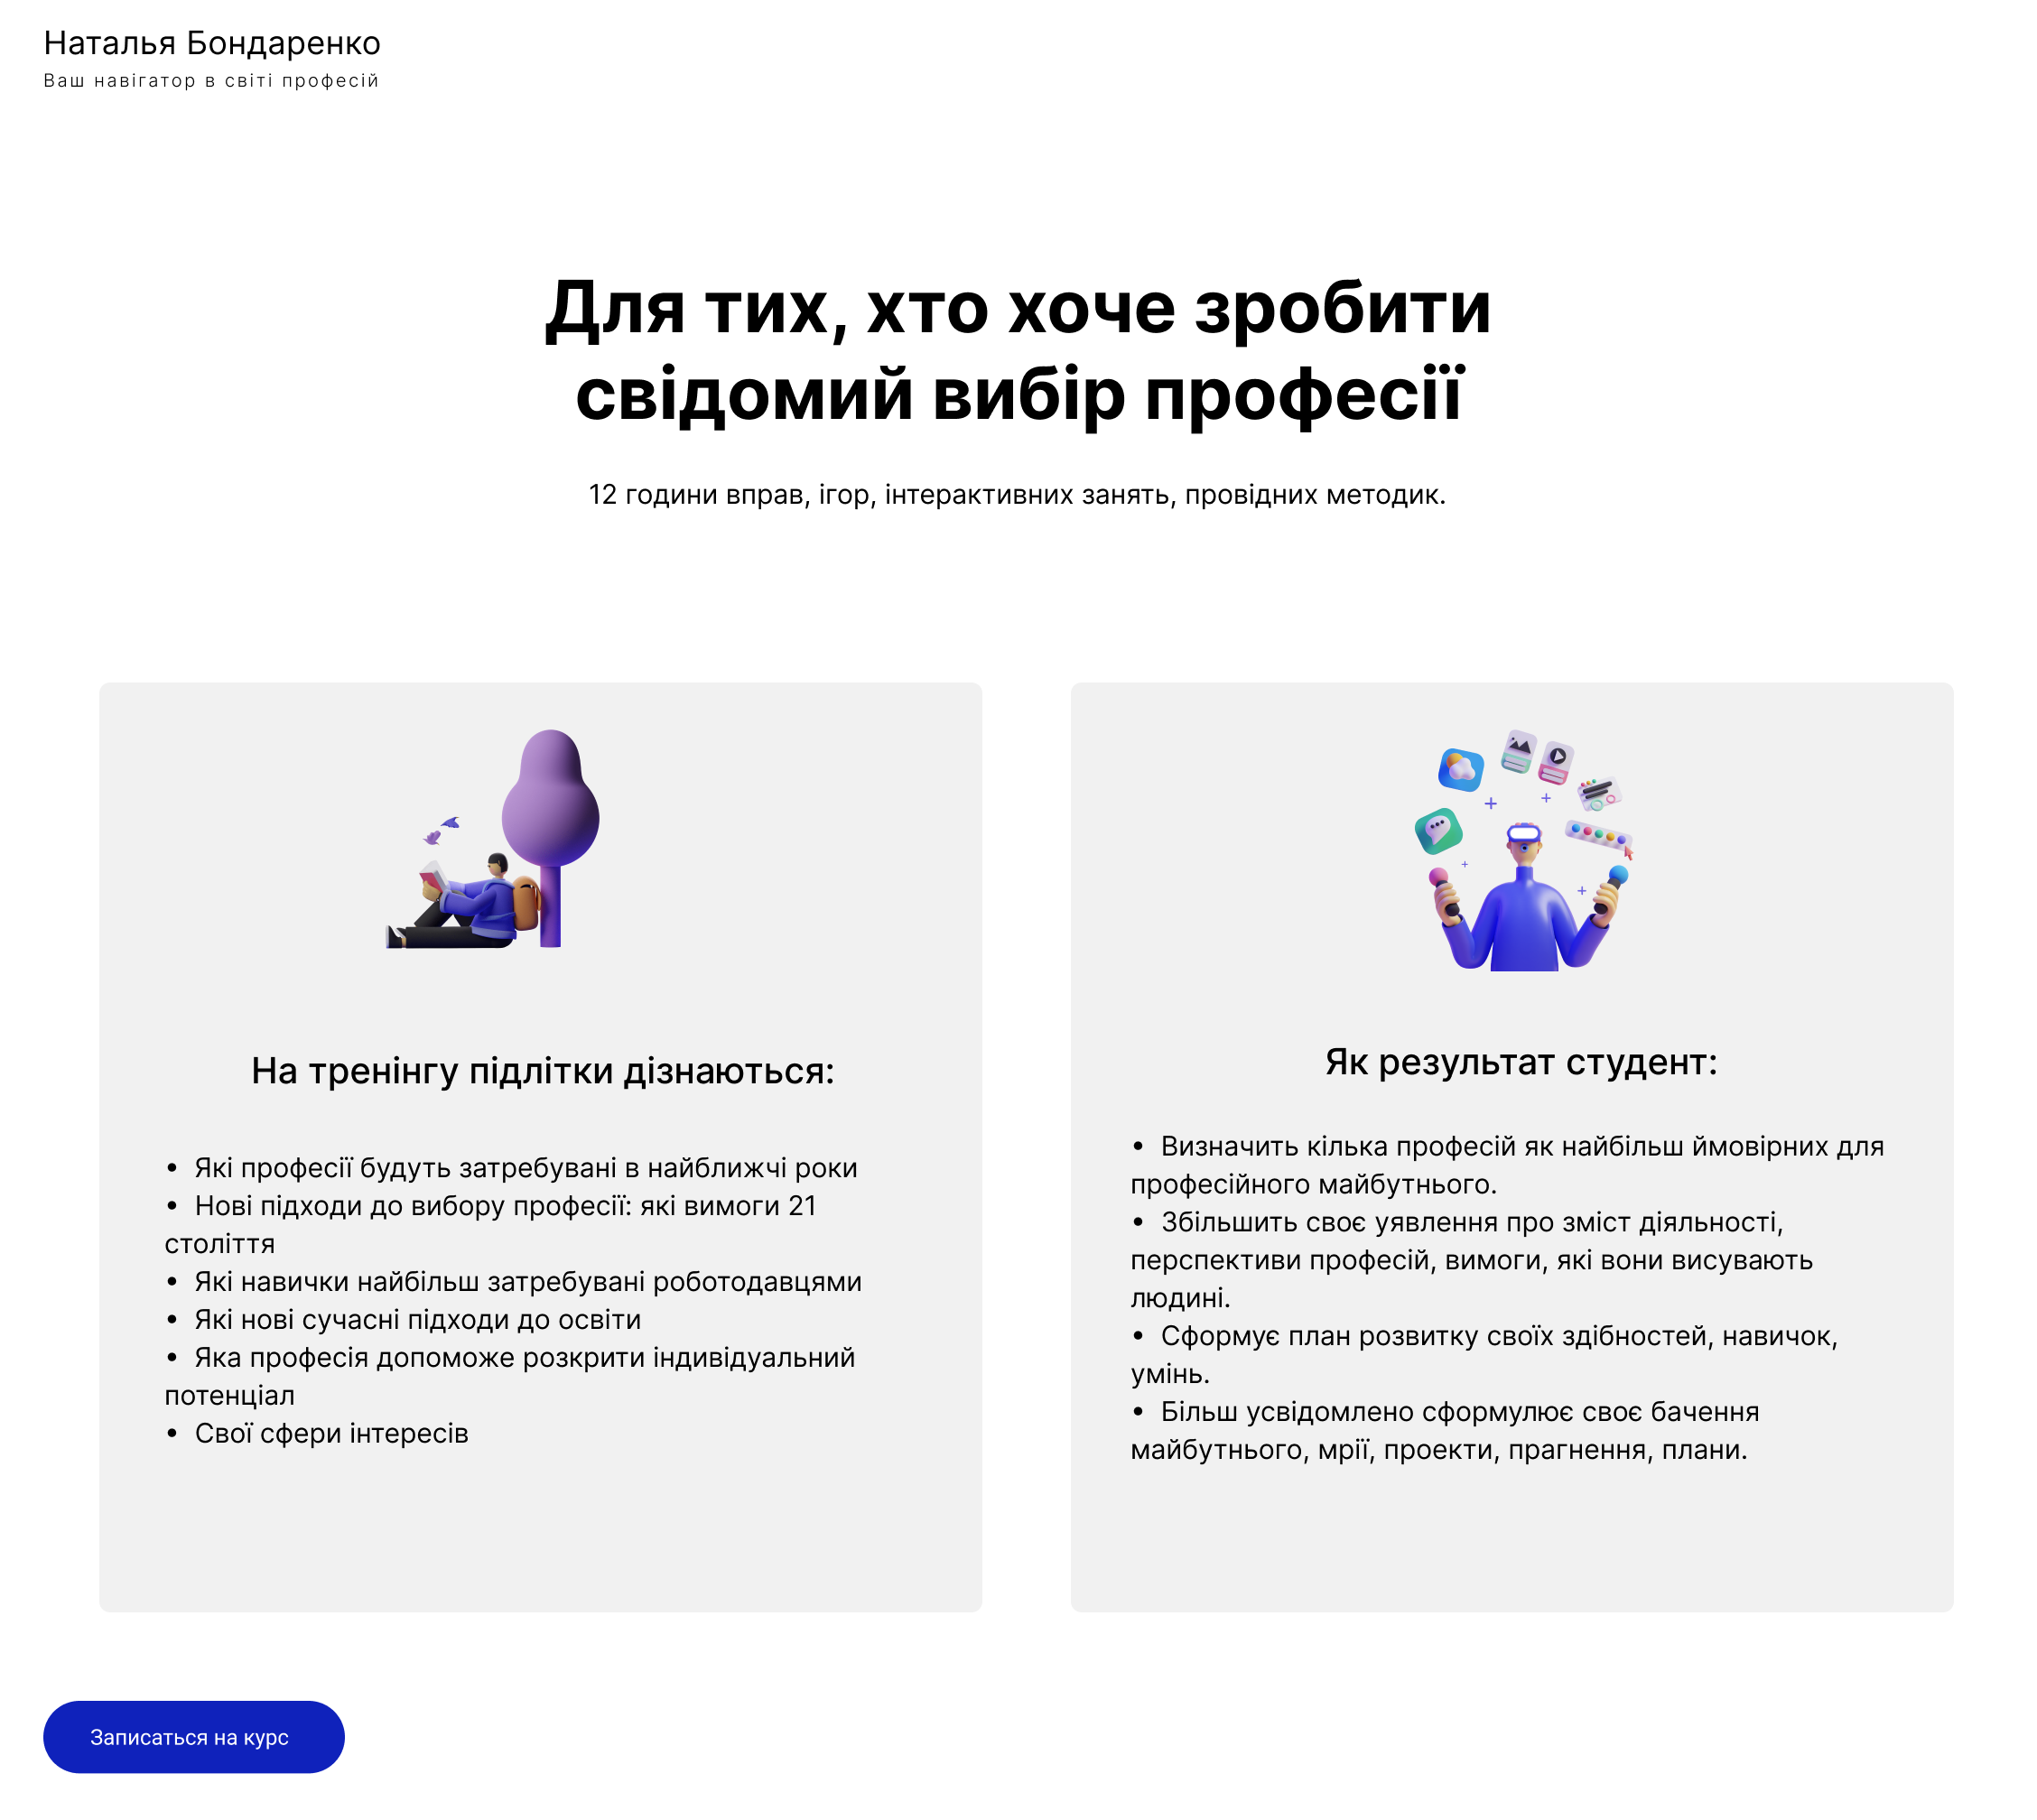 Наталья Бондаренко
Ваш навігатор в світі професій
Для тих, хто хоче зробити
свідомий вибір професії
12 години вправ, ігор, інтерактивних занять, провідних методик.
На тренінгу підлітки дізнаються:
• Які професії будуть затребувані в найближчі роки
• Нові підходи до вибору професії: які вимоги 21
століття
• Які навички найбільш затребувані роботодавцями
• Які нові сучасні підходи до освіти
• Яка професія допоможе розкрити індивідуальний
потенціал
• Свої сфери інтересів
Як результат студент:
• Визначить кілька професій як найбільш ймовірних для
професійного майбутнього.
• Збільшить своє уявлення про зміст діяльності,
перспективи професій, вимоги, які вони висувають
людині.
• Сформує план розвитку своїх здібностей, навичок,
умінь.
• Більш усвідомлено сформулює своє бачення
майбутнього, мрії, проекти, прагнення, плани.
Записаться на курс